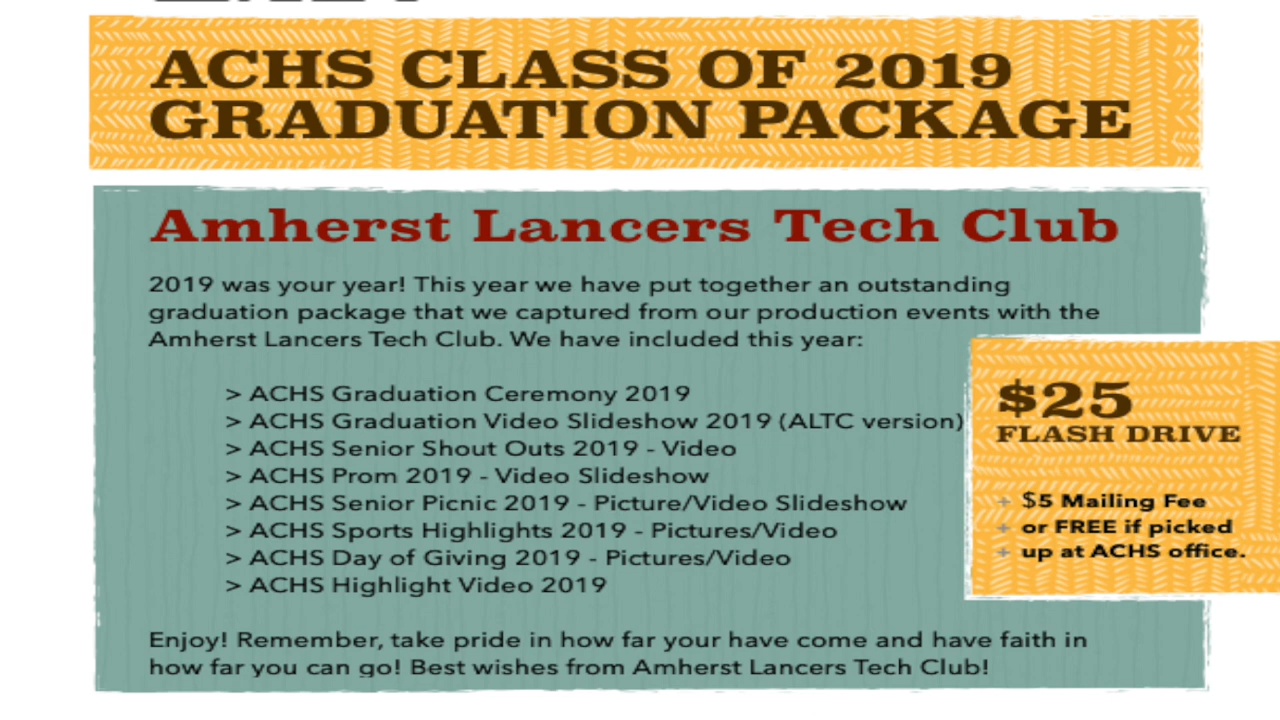 ACHS CLASS OF 2019
GRADUATION PACKAGE
Amherst Lancers Tech Club
2019 was your year! This year we have put together an outstanding
graduation package that we captured from our production events with the
Amherst Lancers Tech Club. We have included this year:
> ACHS Graduation Ceremony 2019
> ACHS Graduation Video Slideshow 2019 (ALTC version)
> ACHS Senior Shout Outs 2019 - Video
> ACHS Prom 2019 - Video Slideshow
> ACHS Senior Picnic 2019 - Picture/Video Slideshow
> ACHS Sports Highlights 2019 - Pictures/Video
> ACHS Day of Giving 2019 - Pictures/Video
> ACHS Highlight Video 2019
Enjoy! Remember, take pride in how far your have come and have faith in
how far you can go! Best wishes from Amherst Lancers Tech Club!
$25
FLASH DRIVE
+ $5 Mailing Fee
+ or FREE if picked
+ up at ACHS office.